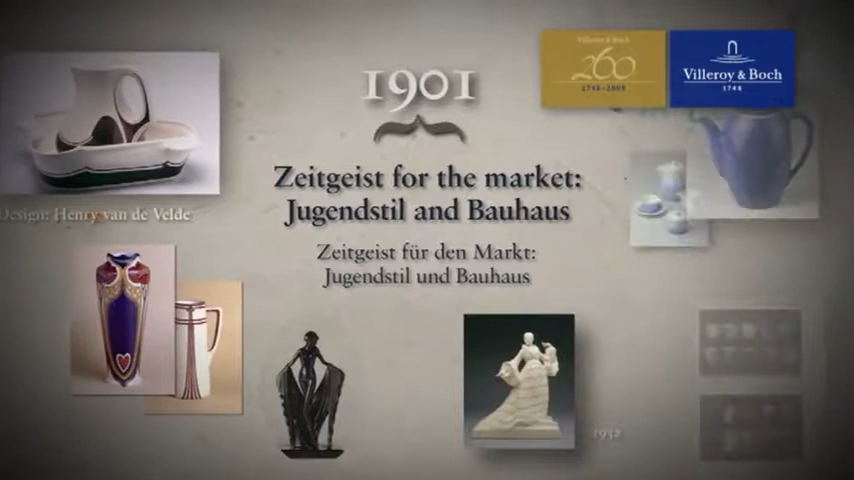 1901
Zeitgeist for the market:
Jugendstil and Bauhaus
Zeitgeist für den Markt:
Jugendstil und Bauhaus
Villeroy & Boch
260
1748-2008
Villeroy & Boch
1748
Design: Henry van de Velde
1932